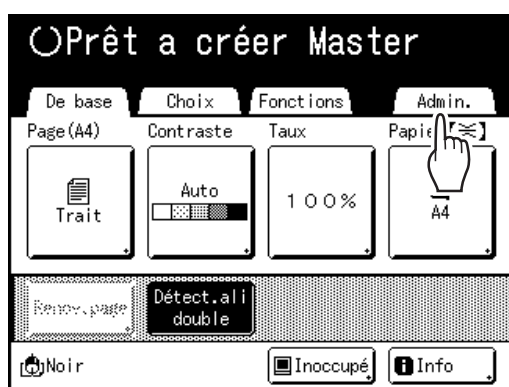 Prêt a créer Master
De base Choix Fonctions Admin.
Page(A4) Contraste Taux Papie【】
Trait Auto 100% A4
Renov.page Détect.ali double
Noir Inoccupé Info